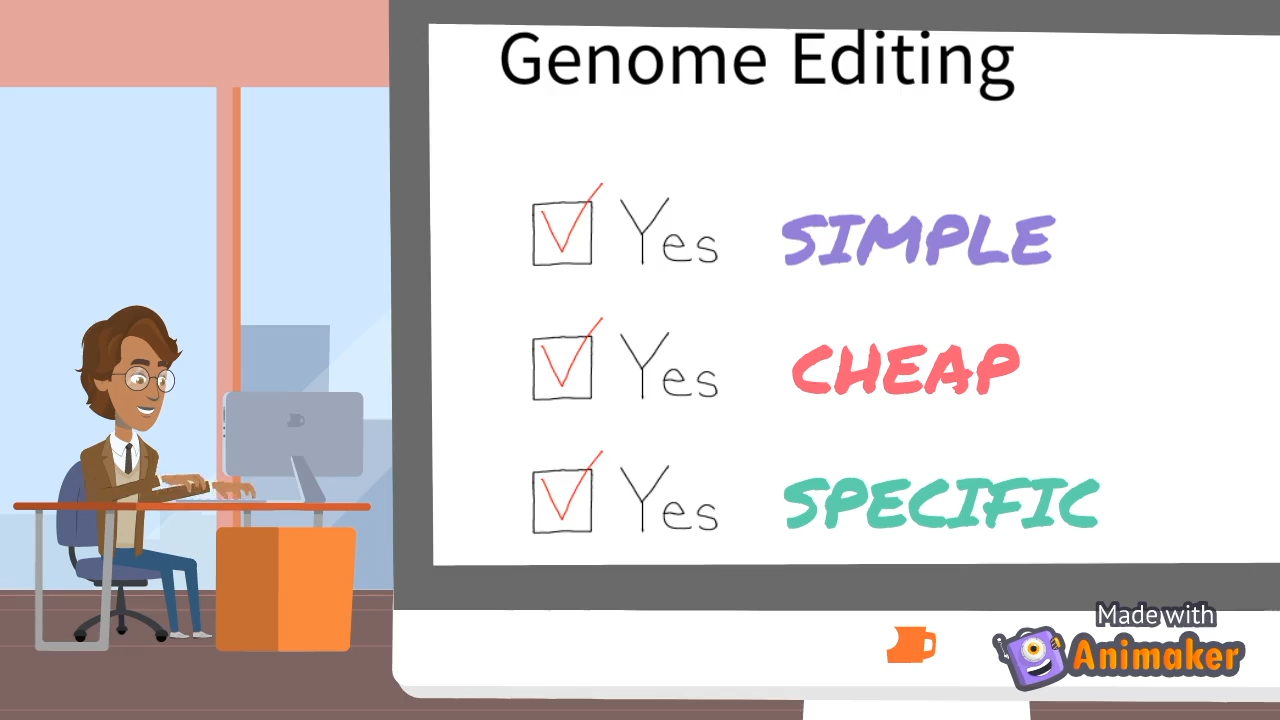 Genome Editing
Yes SIMPLE
Yes CHEAP
Yes SPECIFIC
Made with
Animaker